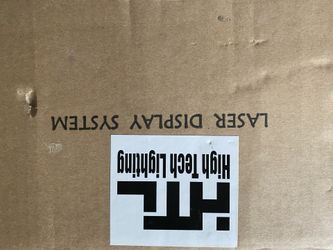 HTL
High Tech Lighting
LASER DISPLAY SYSTEM